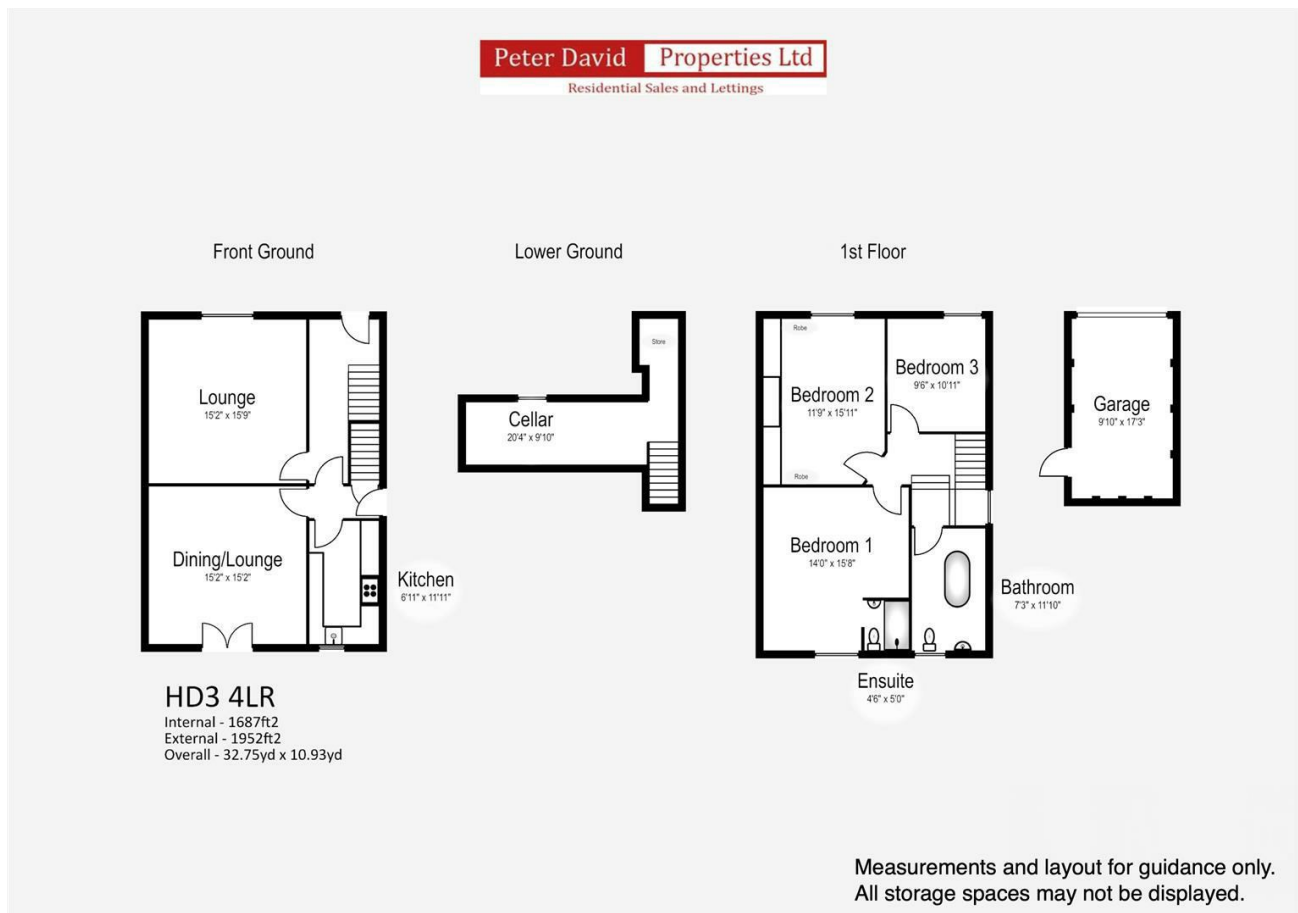 Peter David Properties Ltd
Residential Sales and Lettings
Front Ground
Lower Ground
1st Floor
Lounge
15'2" x 15'9"
Dining/Lounge
15'2" x 15'2"
Kitchen
6'11" x 11'11"
Store
Cellar
20'4" x 9'10"
Robe
Bedroom 2
11'9" x 15'11"
Robe
Bedroom 3
9'6" x 10'11"
Bedroom 1
14'0" x 15'8"
Bathroom
7'3" x 11'10"
Ensuite
4'6" x 5'0"
Garage
9'10" x 17'3"
HD3 4LR
Internal - 1687ft2
External - 1952ft2
Overall - 32.75yd x 10.93yd
Measurements and layout for guidance only.
All storage spaces may not be displayed.